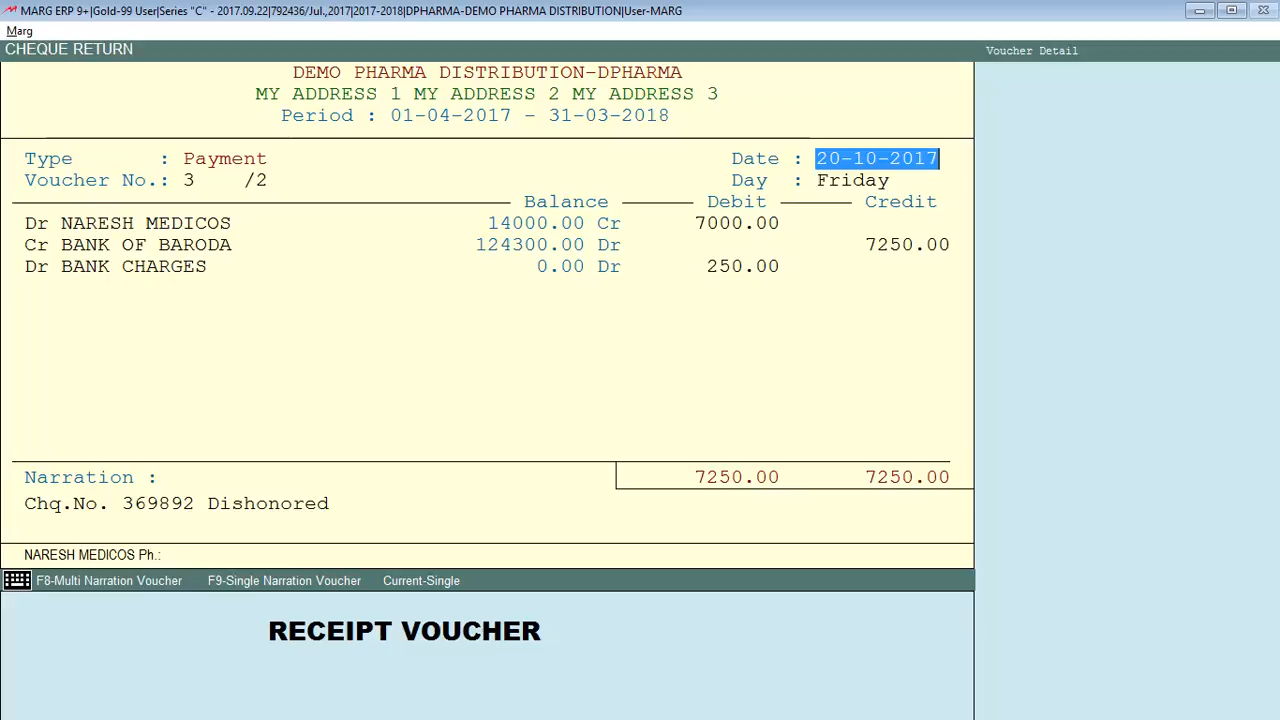 MARG ERP 9+|Gold-99 User|Series "C" - 2017.09.22|792436/Jul.,2017|2017-2018|DPHARMA-DEMO PHARMA DISTRIBUTION|User-MARG
Marg
CHEQUE RETURN
Voucher Detail
DEMO PHARMA DISTRIBUTION-DPHARMA
MY ADDRESS 1 MY ADDRESS 2 MY ADDRESS 3
Period : 01-04-2017 - 31-03-2018
Type : Payment Date : 20-10-2017
Voucher No.: 3 /2 Day : Friday
Balance Debit Credit
Dr NARESH MEDICOS 14000.00 Cr 7000.00
Cr BANK OF BARODA 124300.00 Dr 7250.00
Dr BANK CHARGES 0.00 Dr 250.00
Narration : 7250.00 7250.00
Chq.No. 369892 Dishonored
NARESH MEDICOS Ph.:
F8-Multi Narration Voucher F9-Single Narration Voucher Current-Single
RECEIPT VOUCHER